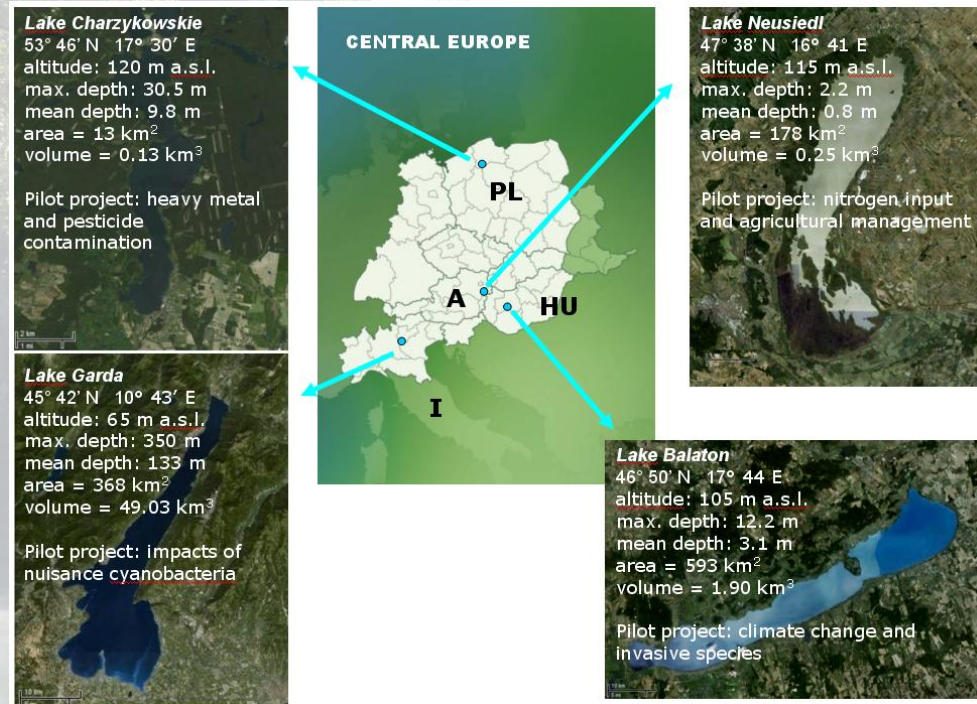 Lake Charzykowskie
53° 46’ N 17° 30’ E
altitude: 120 m a.s.l.
max. depth: 30.5 m
mean depth: 9.8 m
area = 13 km²
volume = 0.13 km³
Pilot project: heavy metal
and pesticide
contamination
2 km
1 mi
CENTRAL EUROPE
PL
A
HU
I
Lake Neusiedl
47° 38’ N 16° 41 E
altitude: 115 m a.s.l.
max. depth: 2.2 m
mean depth: 0.8 m
area = 178 km²
volume = 0.25 km³
Pilot project: nitrogen input
and agricultural management
Lake Garda
45° 42’ N 10° 43’ E
altitude: 65 m a.s.l.
max. depth: 350 m
mean depth: 133 m
area = 368 km²
volume = 49.03 km³
Pilot project: impacts of
nuisance cyanobacteria
10 km
Lake Balaton
46° 50’ N 17° 44 E
altitude: 105 m a.s.l.
max. depth: 12.2 m
mean depth: 3.1 m
area = 593 km²
volume = 1.90 km³
Pilot project: climate change and
invasive species